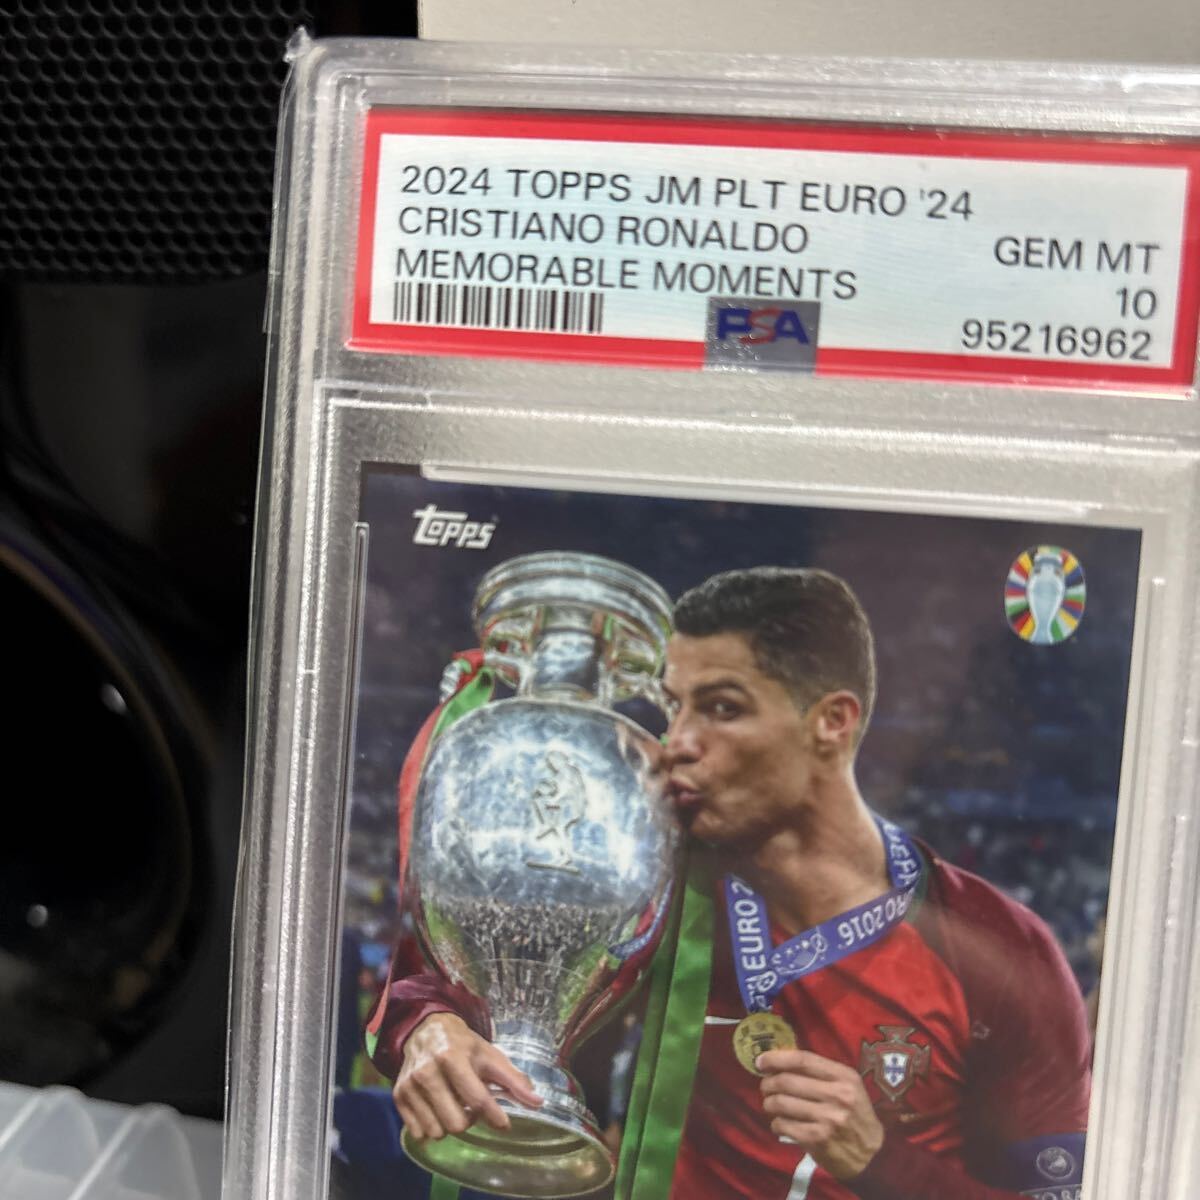 2024 TOPPS JM PLT EURO '24
CRISTIANO RONALDO
MEMORABLE MOMENTS
GEM MT
10
95216962
PSA
TOPPS
EURO 2016